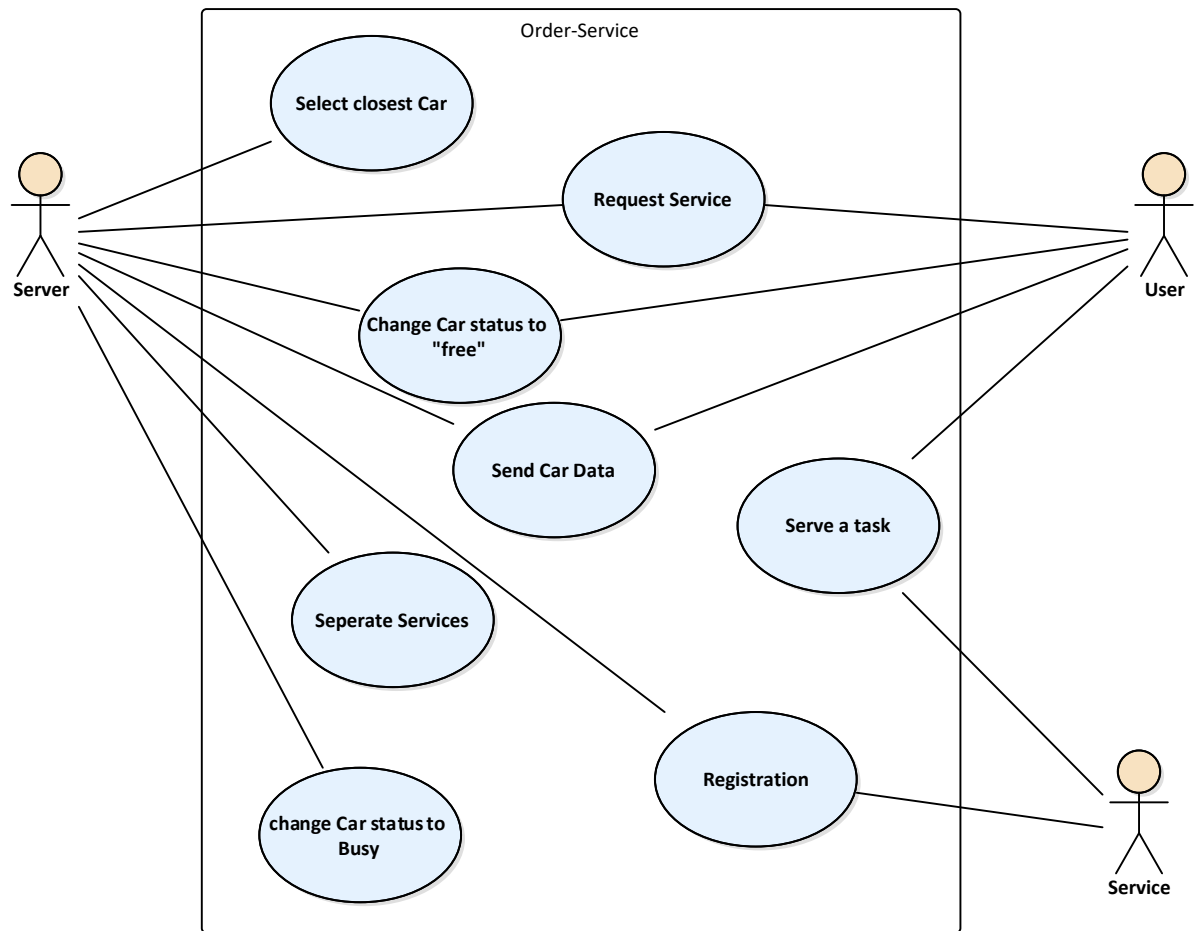 Order-Service
Select closest Car
Request Service
Server
User
Change Car status to
"free"
Send Car Data
Serve a task
Seperate Services
Registration
change Car status to
Busy
Service